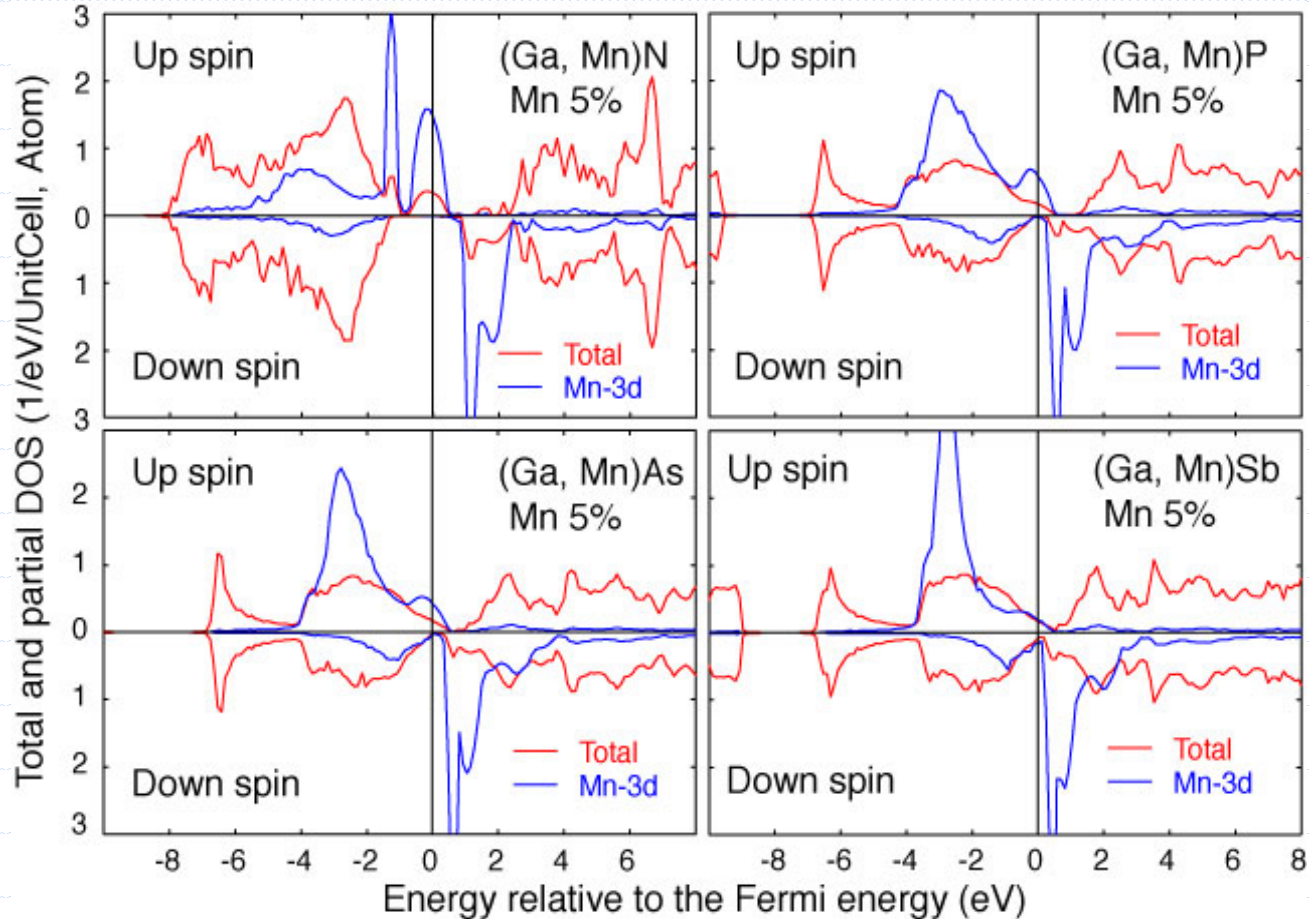 Total and partial DOS (1/eV/UnitCell, Atom)
Up spin
(Ga, Mn)N
Mn 5%
Down spin
Total
Mn-3d
3
2
1
0
1
2
3
Up spin
(Ga, Mn)P
Mn 5%
Down spin
Total
Mn-3d
Up spin
(Ga, Mn)As
Mn 5%
Down spin
Total
Mn-3d
2
1
0
1
2
3
-8 -6 -4 -2 0 2 4 6
Up spin
(Ga, Mn)Sb
Mn 5%
Down spin
Total
Mn-3d
-8 -6 -4 -2 0 2 4 6 8
Energy relative to the Fermi energy (eV)